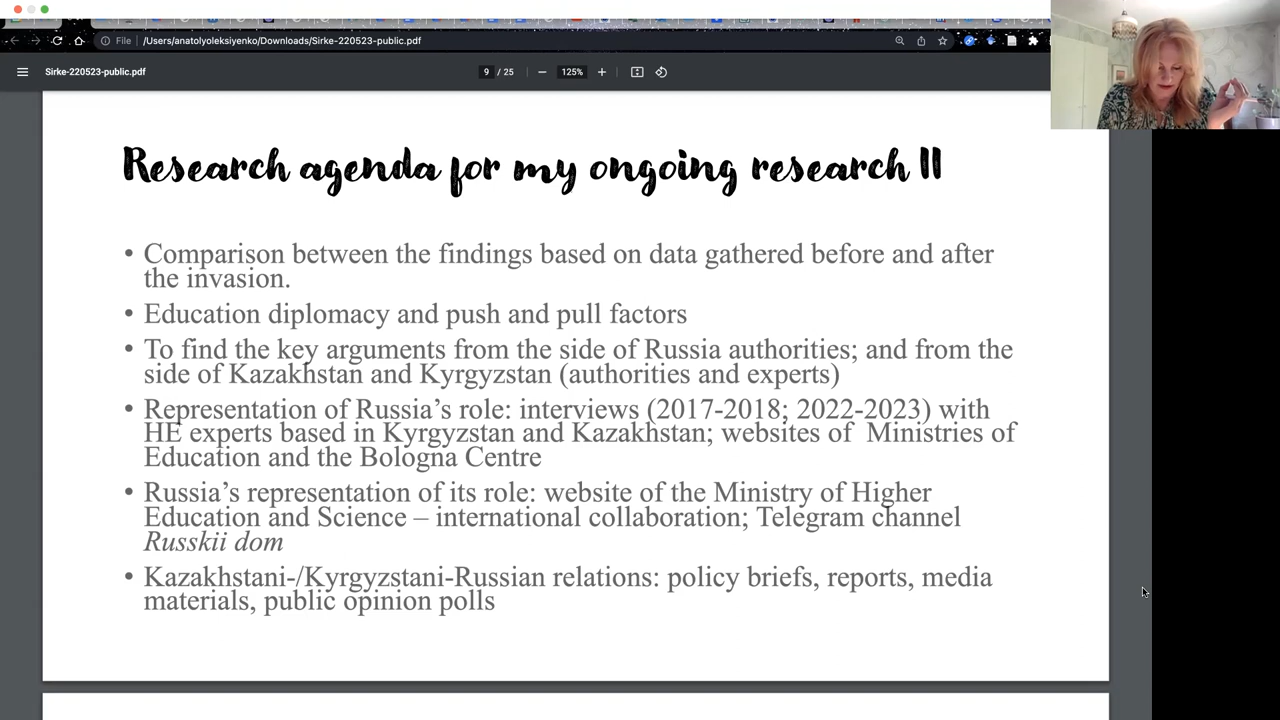 File
/Users/anatolyoleksiyenko/Downloads/Sirke-220523-public.pdf
Sirke-220523-public.pdf
9 / 25
125%
Research agenda for my ongoing research II
• Comparison between the findings based on data gathered before and after
the invasion.
• Education diplomacy and push and pull factors
• To find the key arguments from the side of Russia authorities; and from the
side of Kazakhstan and Kyrgyzstan (authorities and experts)
• Representation of Russia’s role: interviews (2017-2018; 2022-2023) with
HE experts based in Kyrgyzstan and Kazakhstan; websites of Ministries of
Education and the Bologna Centre
• Russia’s representation of its role: website of the Ministry of Higher
Education and Science – international collaboration; Telegram channel
Russkii dom
• Kazakhstani-/Kyrgyzstani-Russian relations: policy briefs, reports, media
materials, public opinion polls